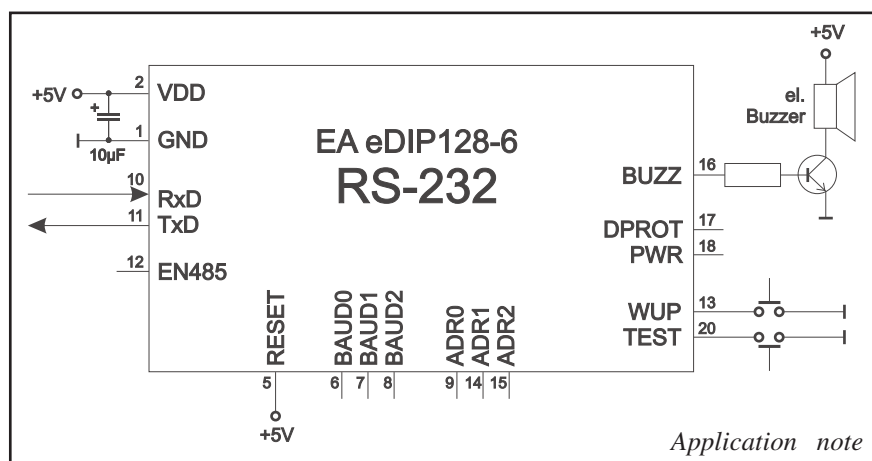 +5V
el.
Buzzer
+5V
10µF
2 VDD
1 GND
10 RxD
11 TxD
12 EN485
EA eDIP128-6
RS-232
BUZZ 16
DPROT 17
PWR 18
WUP 13
TEST 20
RESET
BAUD0
BAUD1
BAUD2
ADR0
ADR1
ADR2
5
6
7
8
9
14
15
+5V
Application note